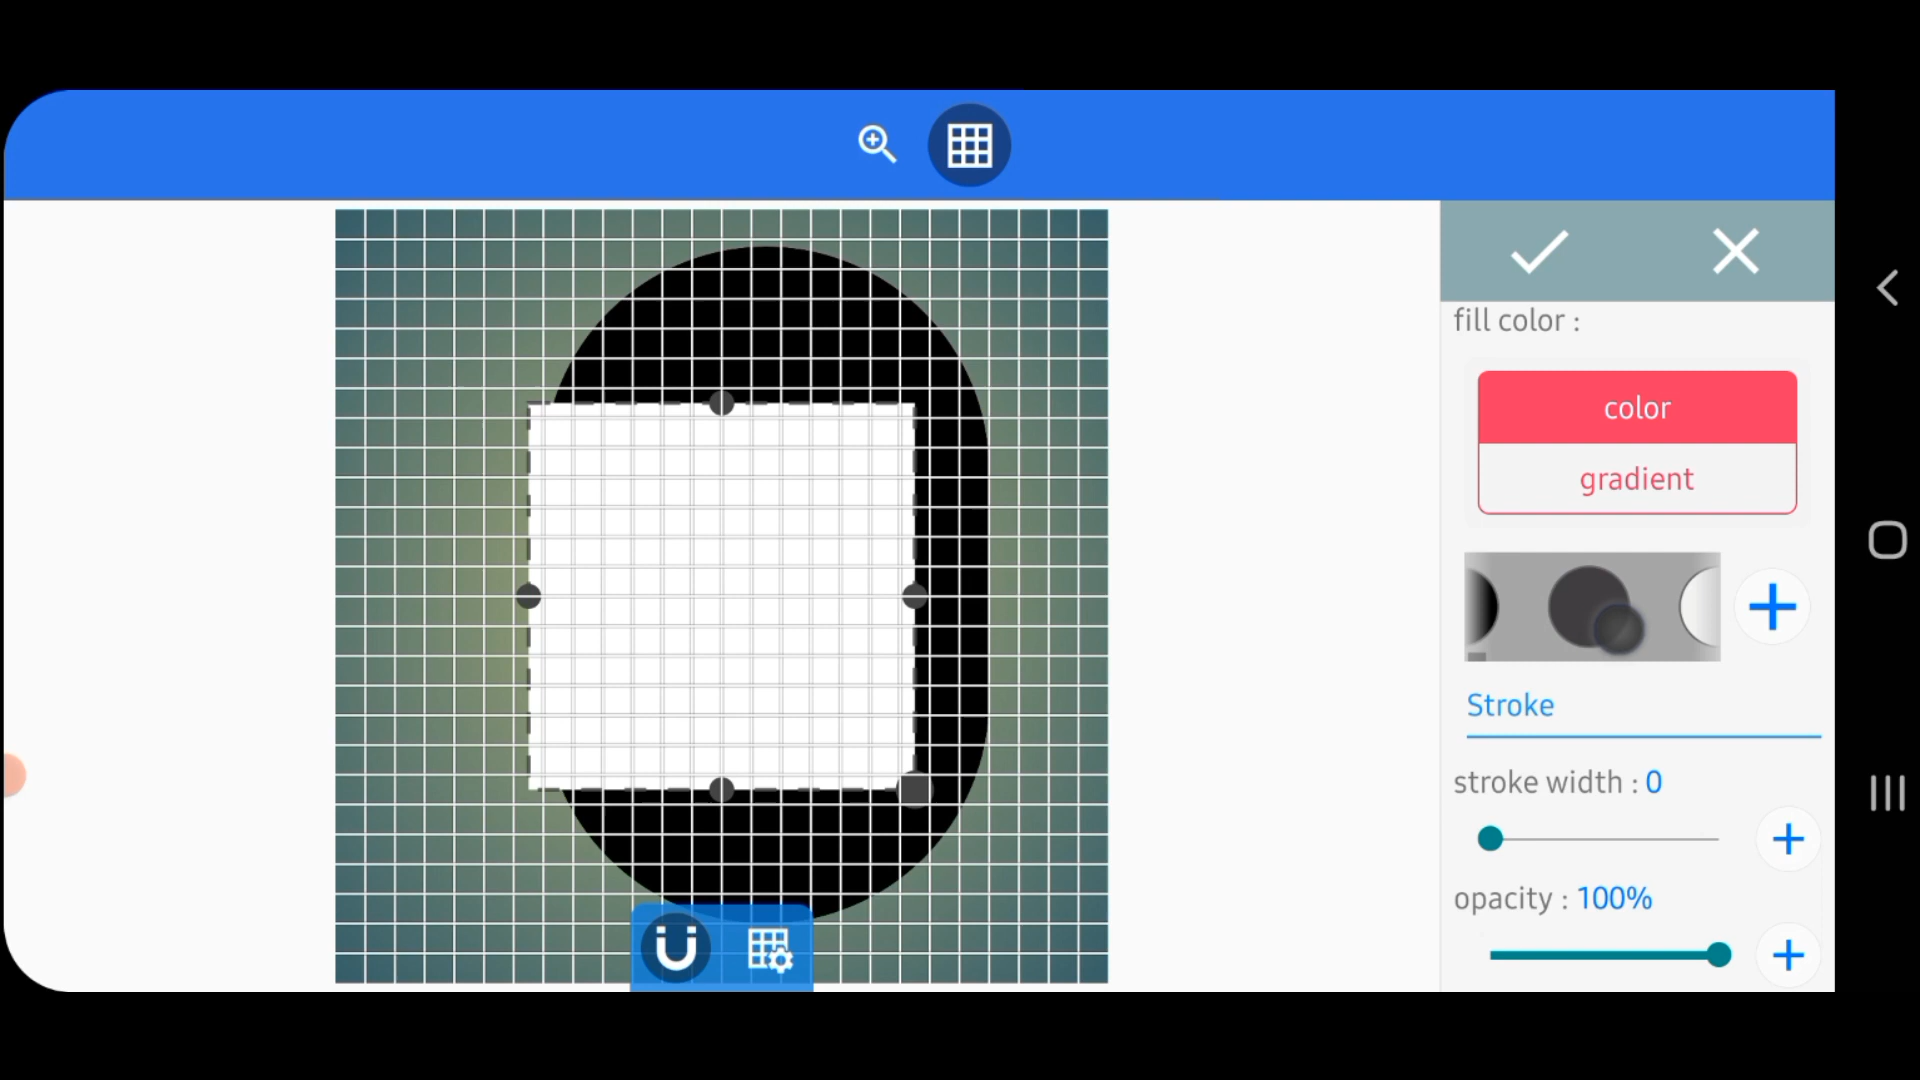 fill color :
color
gradient
Stroke
stroke width : 0
opacity : 100%